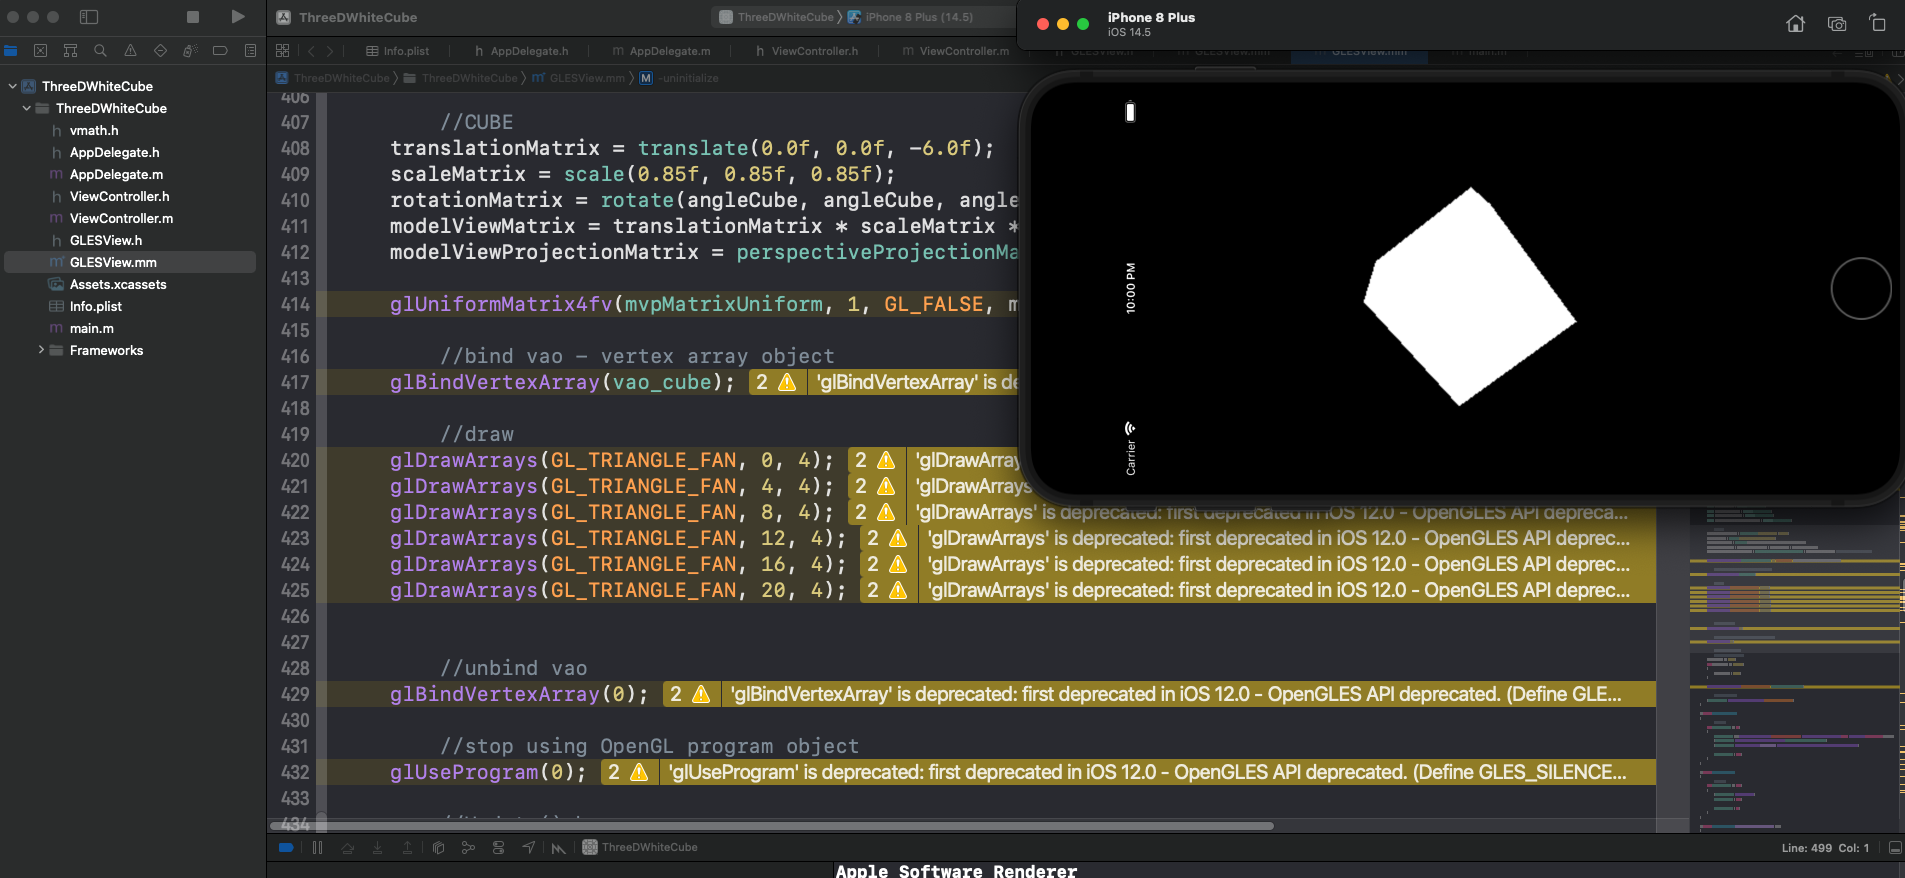 ThreeDWhiteCube
ThreeDWhiteCube
iPhone 8 Plus (14.5)
iPhone 8 Plus
iOS 14.5
Info.plist
AppDelegate.h
AppDelegate.m
ViewController.h
ViewController.m
GLESView.h
GLESView.mm
main.m
ThreeDWhiteCube
ThreeDWhiteCube
GLESView.mm
M -uninitialize
ThreeDWhiteCube
ThreeDWhiteCube
h vmath.h
h AppDelegate.h
m AppDelegate.m
h ViewController.h
m ViewController.m
h GLESView.h
m GLESView.mm
Assets.xcassets
Info.plist
m main.m
Frameworks
406
407 //CUBE
408 translationMatrix = translate(0.0f, 0.0f, -6.0f);
409 scaleMatrix = scale(0.85f, 0.85f, 0.85f);
410 rotationMatrix = rotate(angleCube, angleCube, angle
411 modelViewMatrix = translationMatrix * scaleMatrix *
412 modelViewProjectionMatrix = perspectiveProjectionMa
413
414 glUniformMatrix4fv(mvpMatrixUniform, 1, GL_FALSE, m
415
416 //bind vao - vertex array object
417 glBindVertexArray(vao_cube); 2 'glBindVertexArray' is de
418
419 //draw
420 glDrawArrays(GL_TRIANGLE_FAN, 0, 4); 2 'glDrawArray
421 glDrawArrays(GL_TRIANGLE_FAN, 4, 4); 2 'glDrawArrays
422 glDrawArrays(GL_TRIANGLE_FAN, 8, 4); 2 'glDrawArrays' is deprecated: first deprecated in iOS 12.0 - OpenGLES API depreca...
423 glDrawArrays(GL_TRIANGLE_FAN, 12, 4); 2 'glDrawArrays' is deprecated: first deprecated in iOS 12.0 - OpenGLES API deprec...
424 glDrawArrays(GL_TRIANGLE_FAN, 16, 4); 2 'glDrawArrays' is deprecated: first deprecated in iOS 12.0 - OpenGLES API deprec...
425 glDrawArrays(GL_TRIANGLE_FAN, 20, 4); 2 'glDrawArrays' is deprecated: first deprecated in iOS 12.0 - OpenGLES API deprec...
426
427
428 //unbind vao
429 glBindVertexArray(0); 2 'glBindVertexArray' is deprecated: first deprecated in iOS 12.0 - OpenGLES API deprecated. (Define GLE...
430
431 //stop using OpenGL program object
432 glUseProgram(0); 2 'glUseProgram' is deprecated: first deprecated in iOS 12.0 - OpenGLES API deprecated. (Define GLES_SILENCE...
433
434
10:00 PM
Carrier
ThreeDWhiteCube
Line: 499 Col: 1
Apple Software Renderer